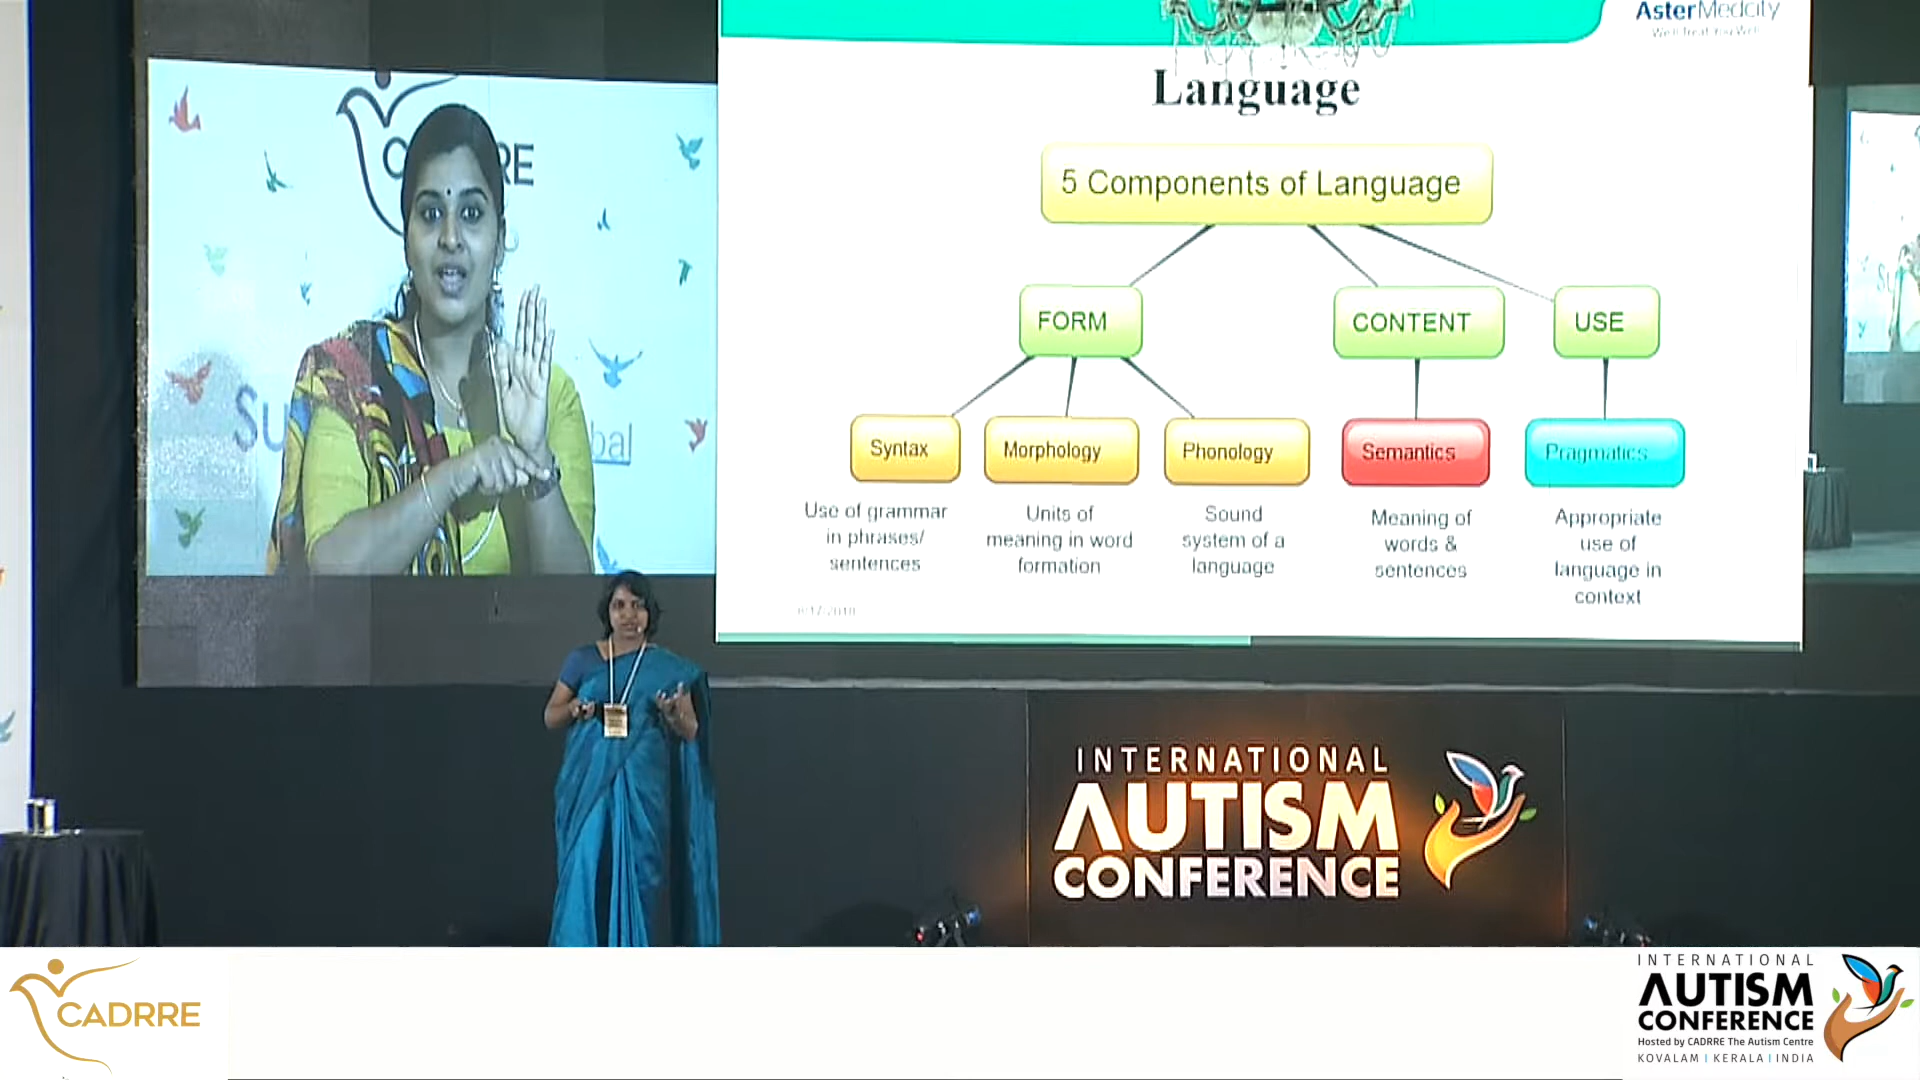 AsterMedcity
Language
5 Components of Language
FORM
CONTENT
USE
Syntax
Morphology
Phonology
Semantics
Pragmatics
Use of grammar
in phrases/
sentences
Units of
meaning in word
formation
Sound
system of a
language
Meaning of
words &
sentences
Appropriate
use of
language in
context
INTERNATIONAL
AUTISM
CONFERENCE
CADRRE
INTERNATIONAL
AUTISM
CONFERENCE
Hosted by CADRRE The Autism Centre
KOVALAM | KERALA | INDIA